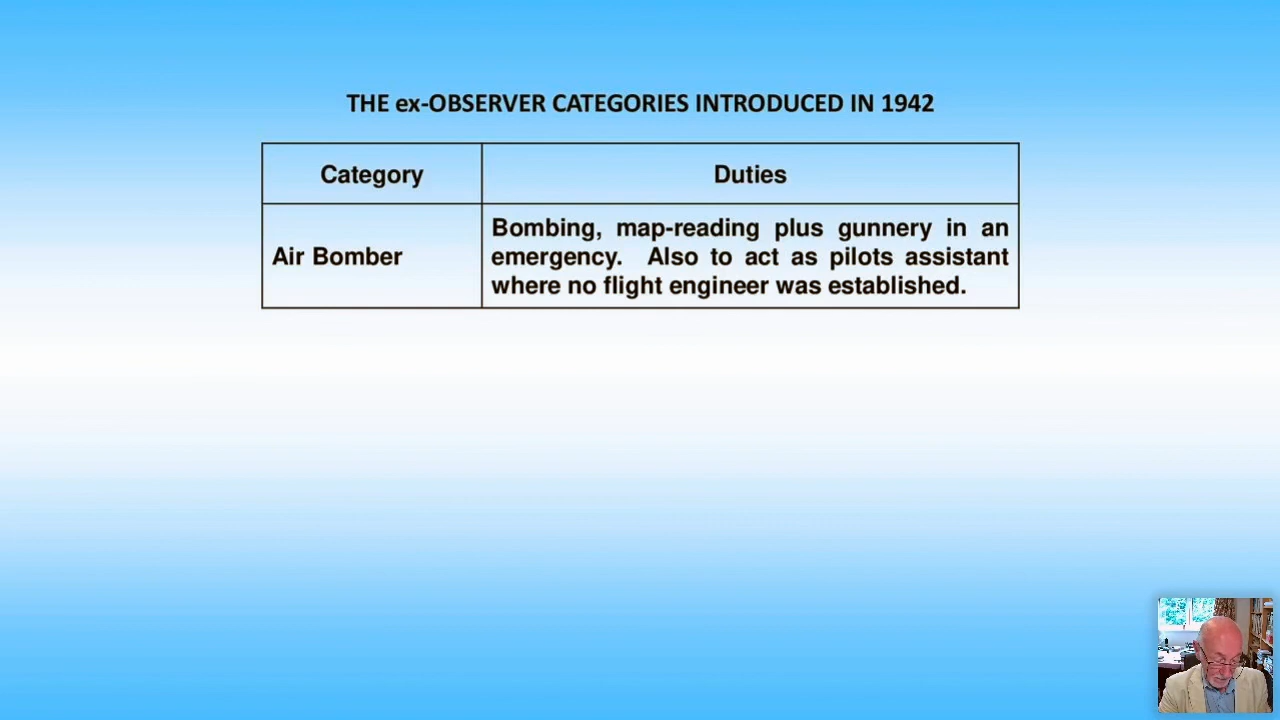 THE ex-OBSERVER CATEGORIES INTRODUCED IN 1942
Category
Duties
Air Bomber
Bombing, map-reading plus gunnery in an
emergency. Also to act as pilots assistant
where no flight engineer was established.